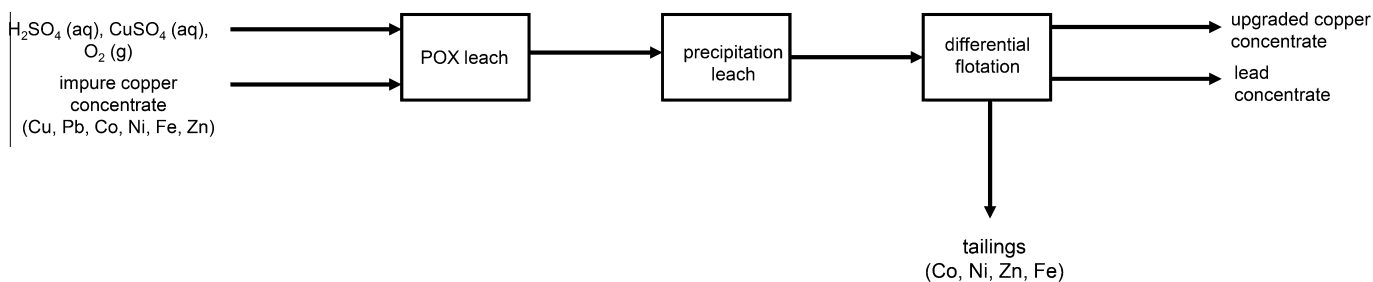 H₂SO₄ (aq), CuSO₄ (aq),
O₂ (g)
impure copper
concentrate
(Cu, Pb, Co, Ni, Fe, Zn)
POX leach
precipitation
leach
differential
flotation
upgraded copper
concentrate
lead
concentrate
tailings
(Co, Ni, Zn, Fe)